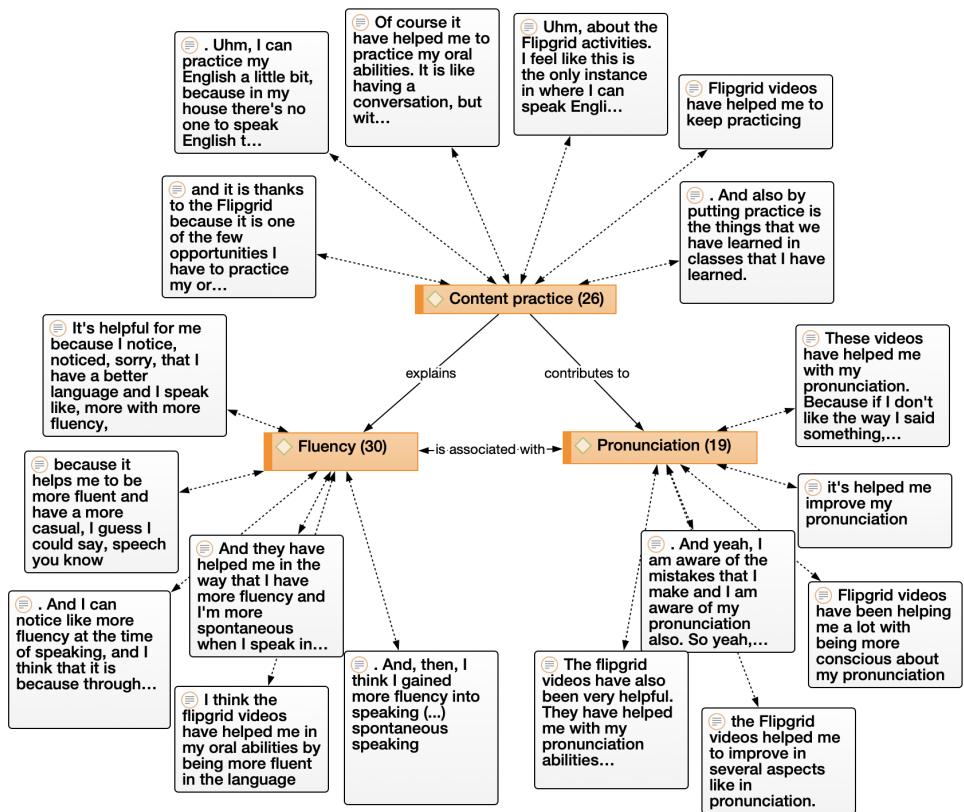 . Uhm, I can
practice my
English a little bit,
because in my
house there's no
one to speak
English t…
Of course it
have helped me to
practice my oral
abilities. It is like
having a
conversation, but
wit…
Uhm, about the
Flipgrid activities.
I feel like this is
the only instance
in where I can
speak Engli…
Flipgrid videos
have helped me to
keep practicing
and it is thanks
to the Flipgrid
because it is one
of the few
opportunities I
have to practice
my or…
. And also by
putting practice is
the things that we
have learned in
classes that I have
learned.
Content practice (26)
explains
contributes to
It's helpful for me
because I notice,
noticed, sorry, that I
have a better
language and I speak
like, more with more
fluency,
These videos
have helped me
with my
pronunciation.
Because if I don't
like the way I said
something,…
Fluency (30)
is associated with
Pronunciation (19)
because it
helps me to be
more fluent and
have a more
casual, I guess I
could say, speech
you know
it's helped me
improve my
pronunciation
And they have
helped me in the
way that I have
more fluency and
I'm more
spontaneous
when I speak in…
. And yeah, I
am aware of the
mistakes that I
make and I am
aware of my
pronunciation
also. So yeah,…
. And I can
notice like more
fluency at the time
of speaking, and I
think that it is
because through…
Flipgrid videos
have been helping
me a lot with
being more
conscious about
my pronunciation
I think the
flipgrid videos
have helped me in
my oral abilities by
being more fluent
in the language
. And, then, I
think I gained
more fluency into
speaking (...)
spontaneous
speaking
The flipgrid
videos have also
been very helpful.
They have helped
me with my
pronunciation
abilities…
the Flipgrid
videos helped me
to improve in
several aspects
like in
pronunciation.